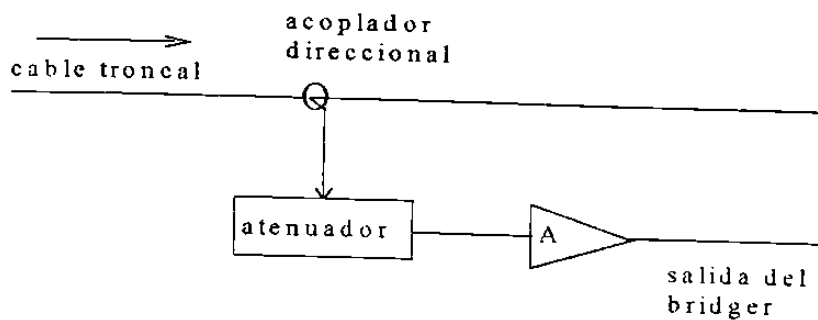 acoplador
direccional
cable troncal
atenuador
A
salida del
bridger